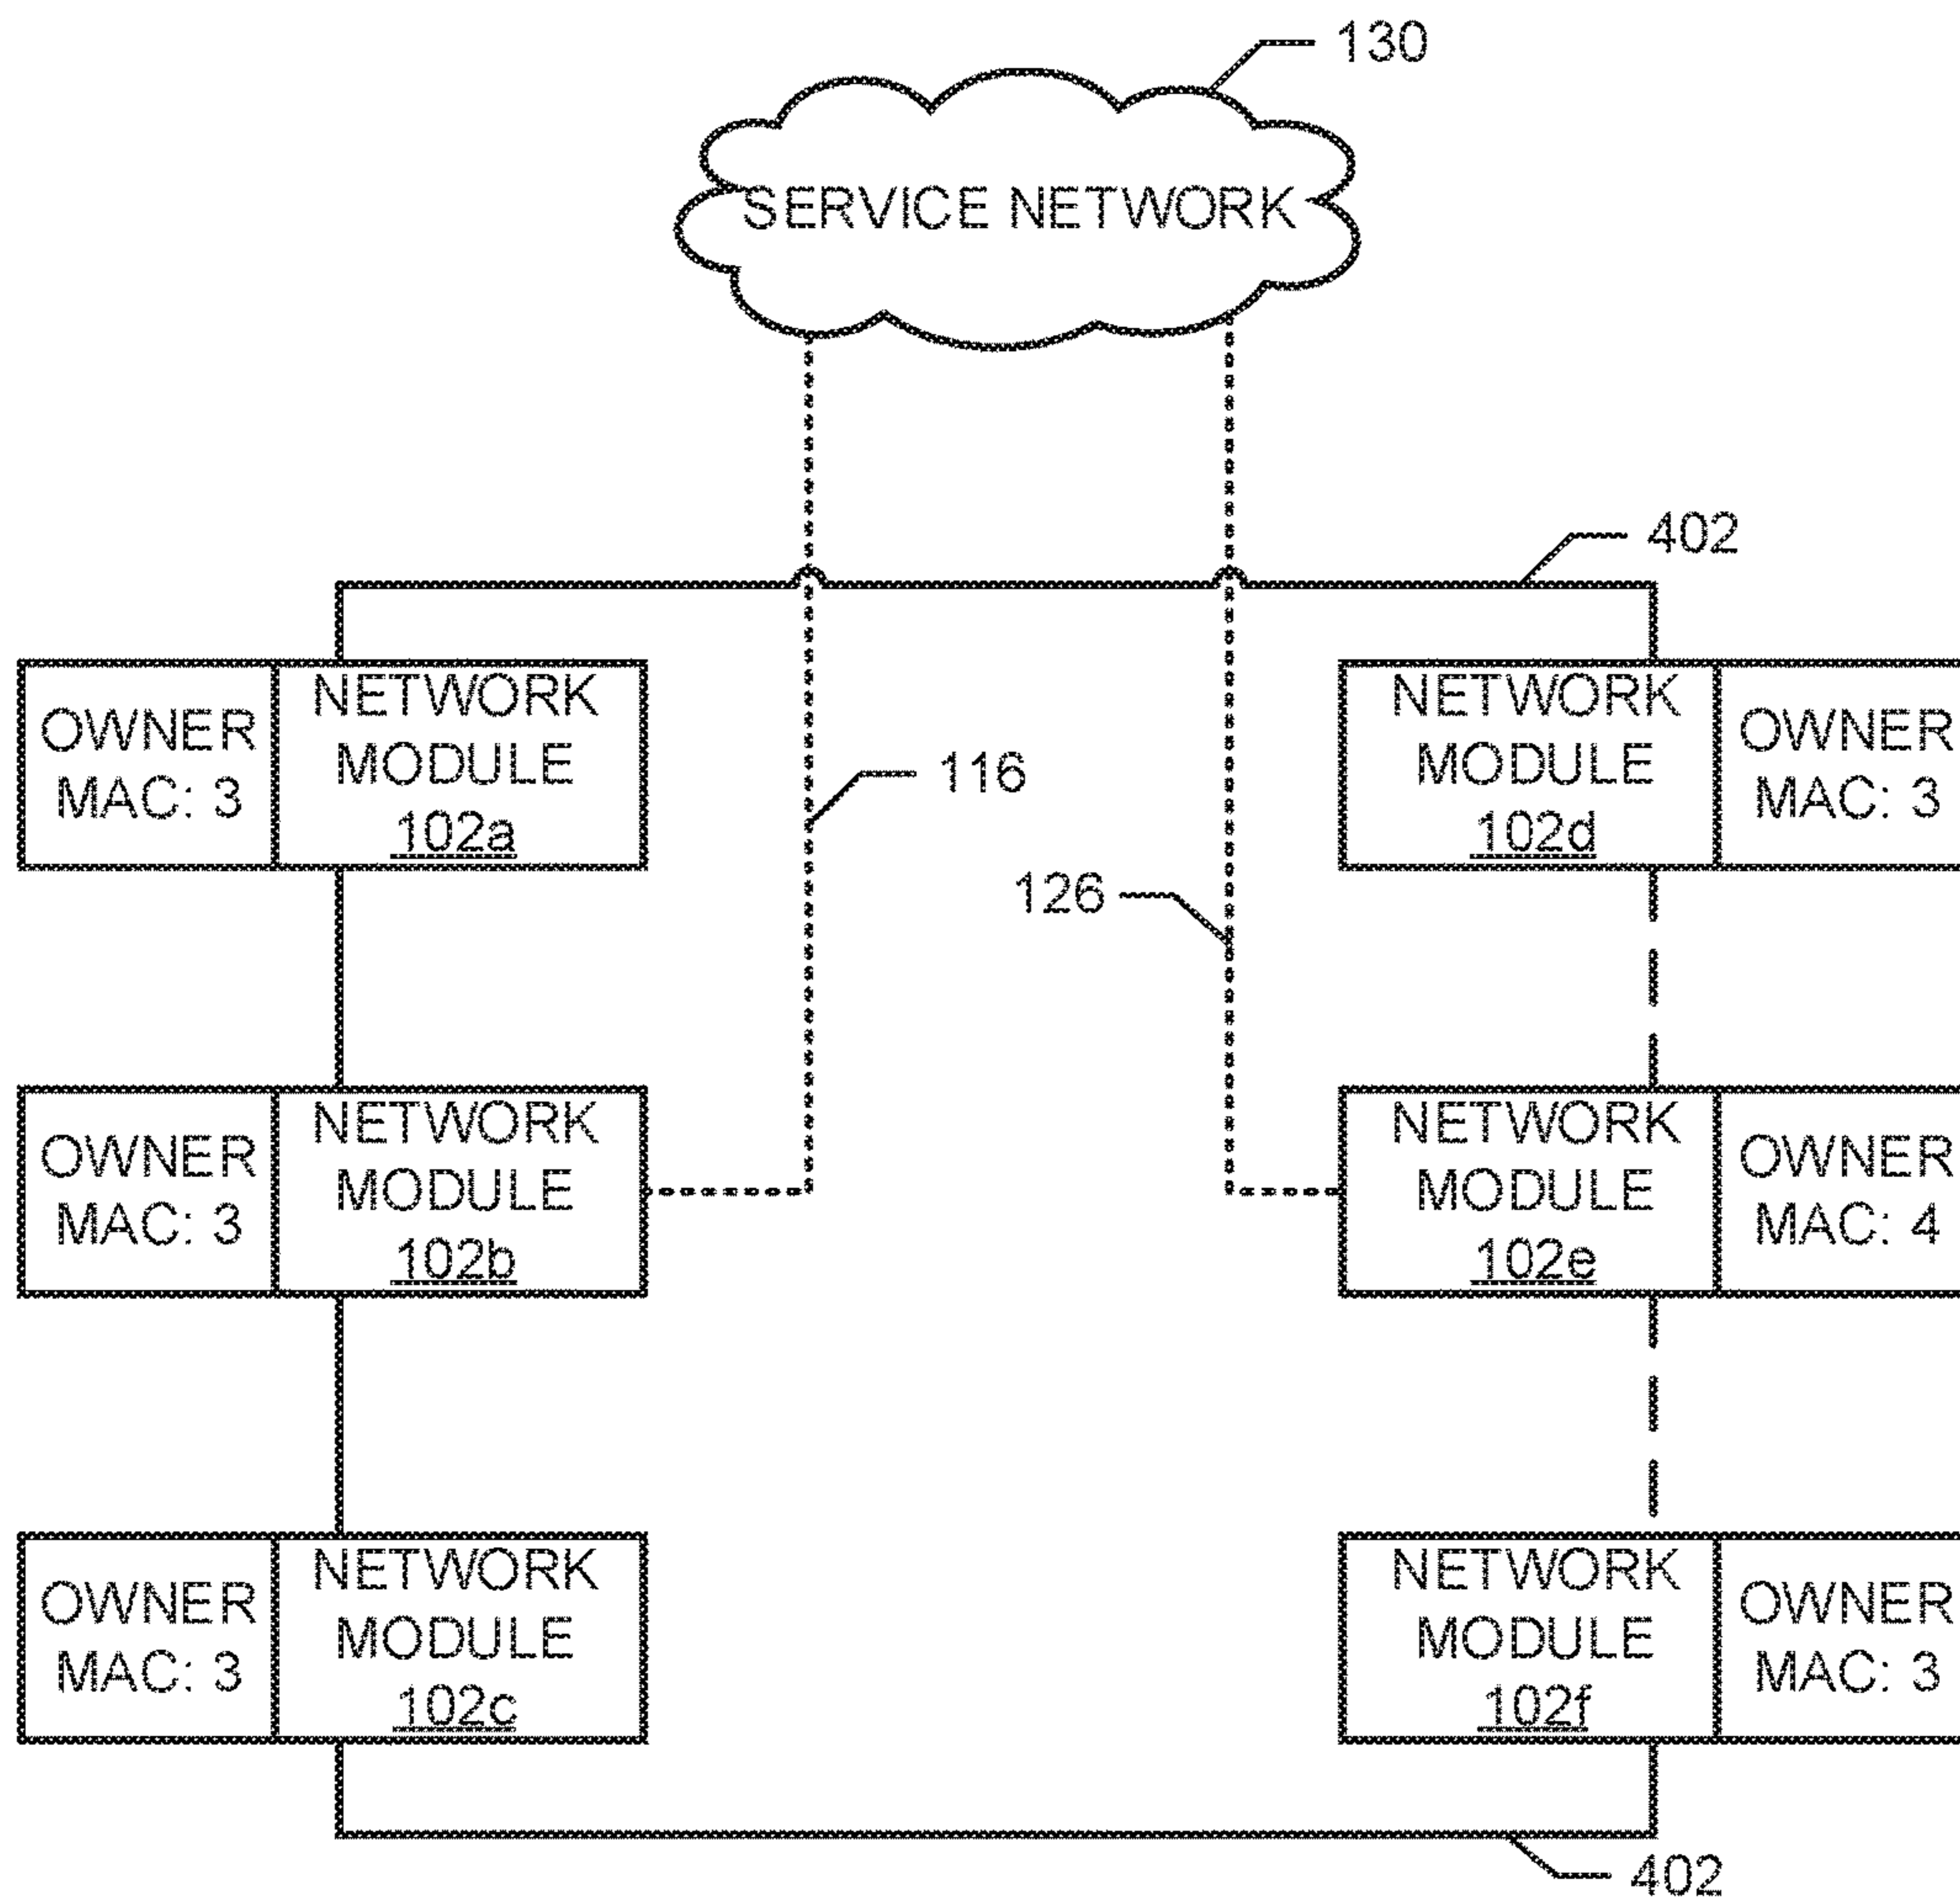 130
SERVICE NETWORK
402
OWNER
MAC: 3
NETWORK
MODULE
102a
116
126
NETWORK
MODULE
102d
OWNER
MAC: 3
OWNER
MAC: 3
NETWORK
MODULE
102b
NETWORK
MODULE
102e
OWNER
MAC: 4
OWNER
MAC: 3
NETWORK
MODULE
102c
NETWORK
MODULE
102f
OWNER
MAC: 3
402